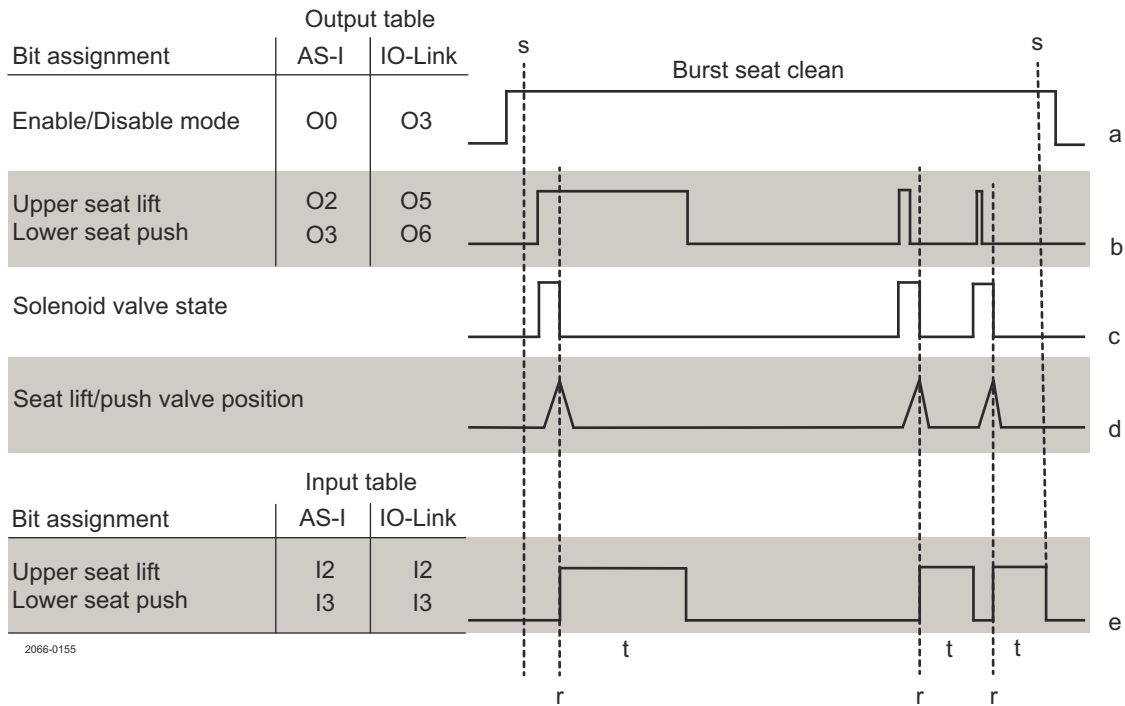 Output table
Bit assignment AS-I IO-Link
s s
Burst seat clean
Enable/Disable mode O0 O3
a
Upper seat lift O2 O5
Lower seat push O3 O6
b
Solenoid valve state
c
Seat lift/push valve position
d
Input table
Bit assignment AS-I IO-Link
Upper seat lift I2 I2
Lower seat push I3 I3
e
2066-0155
t t t
r r r